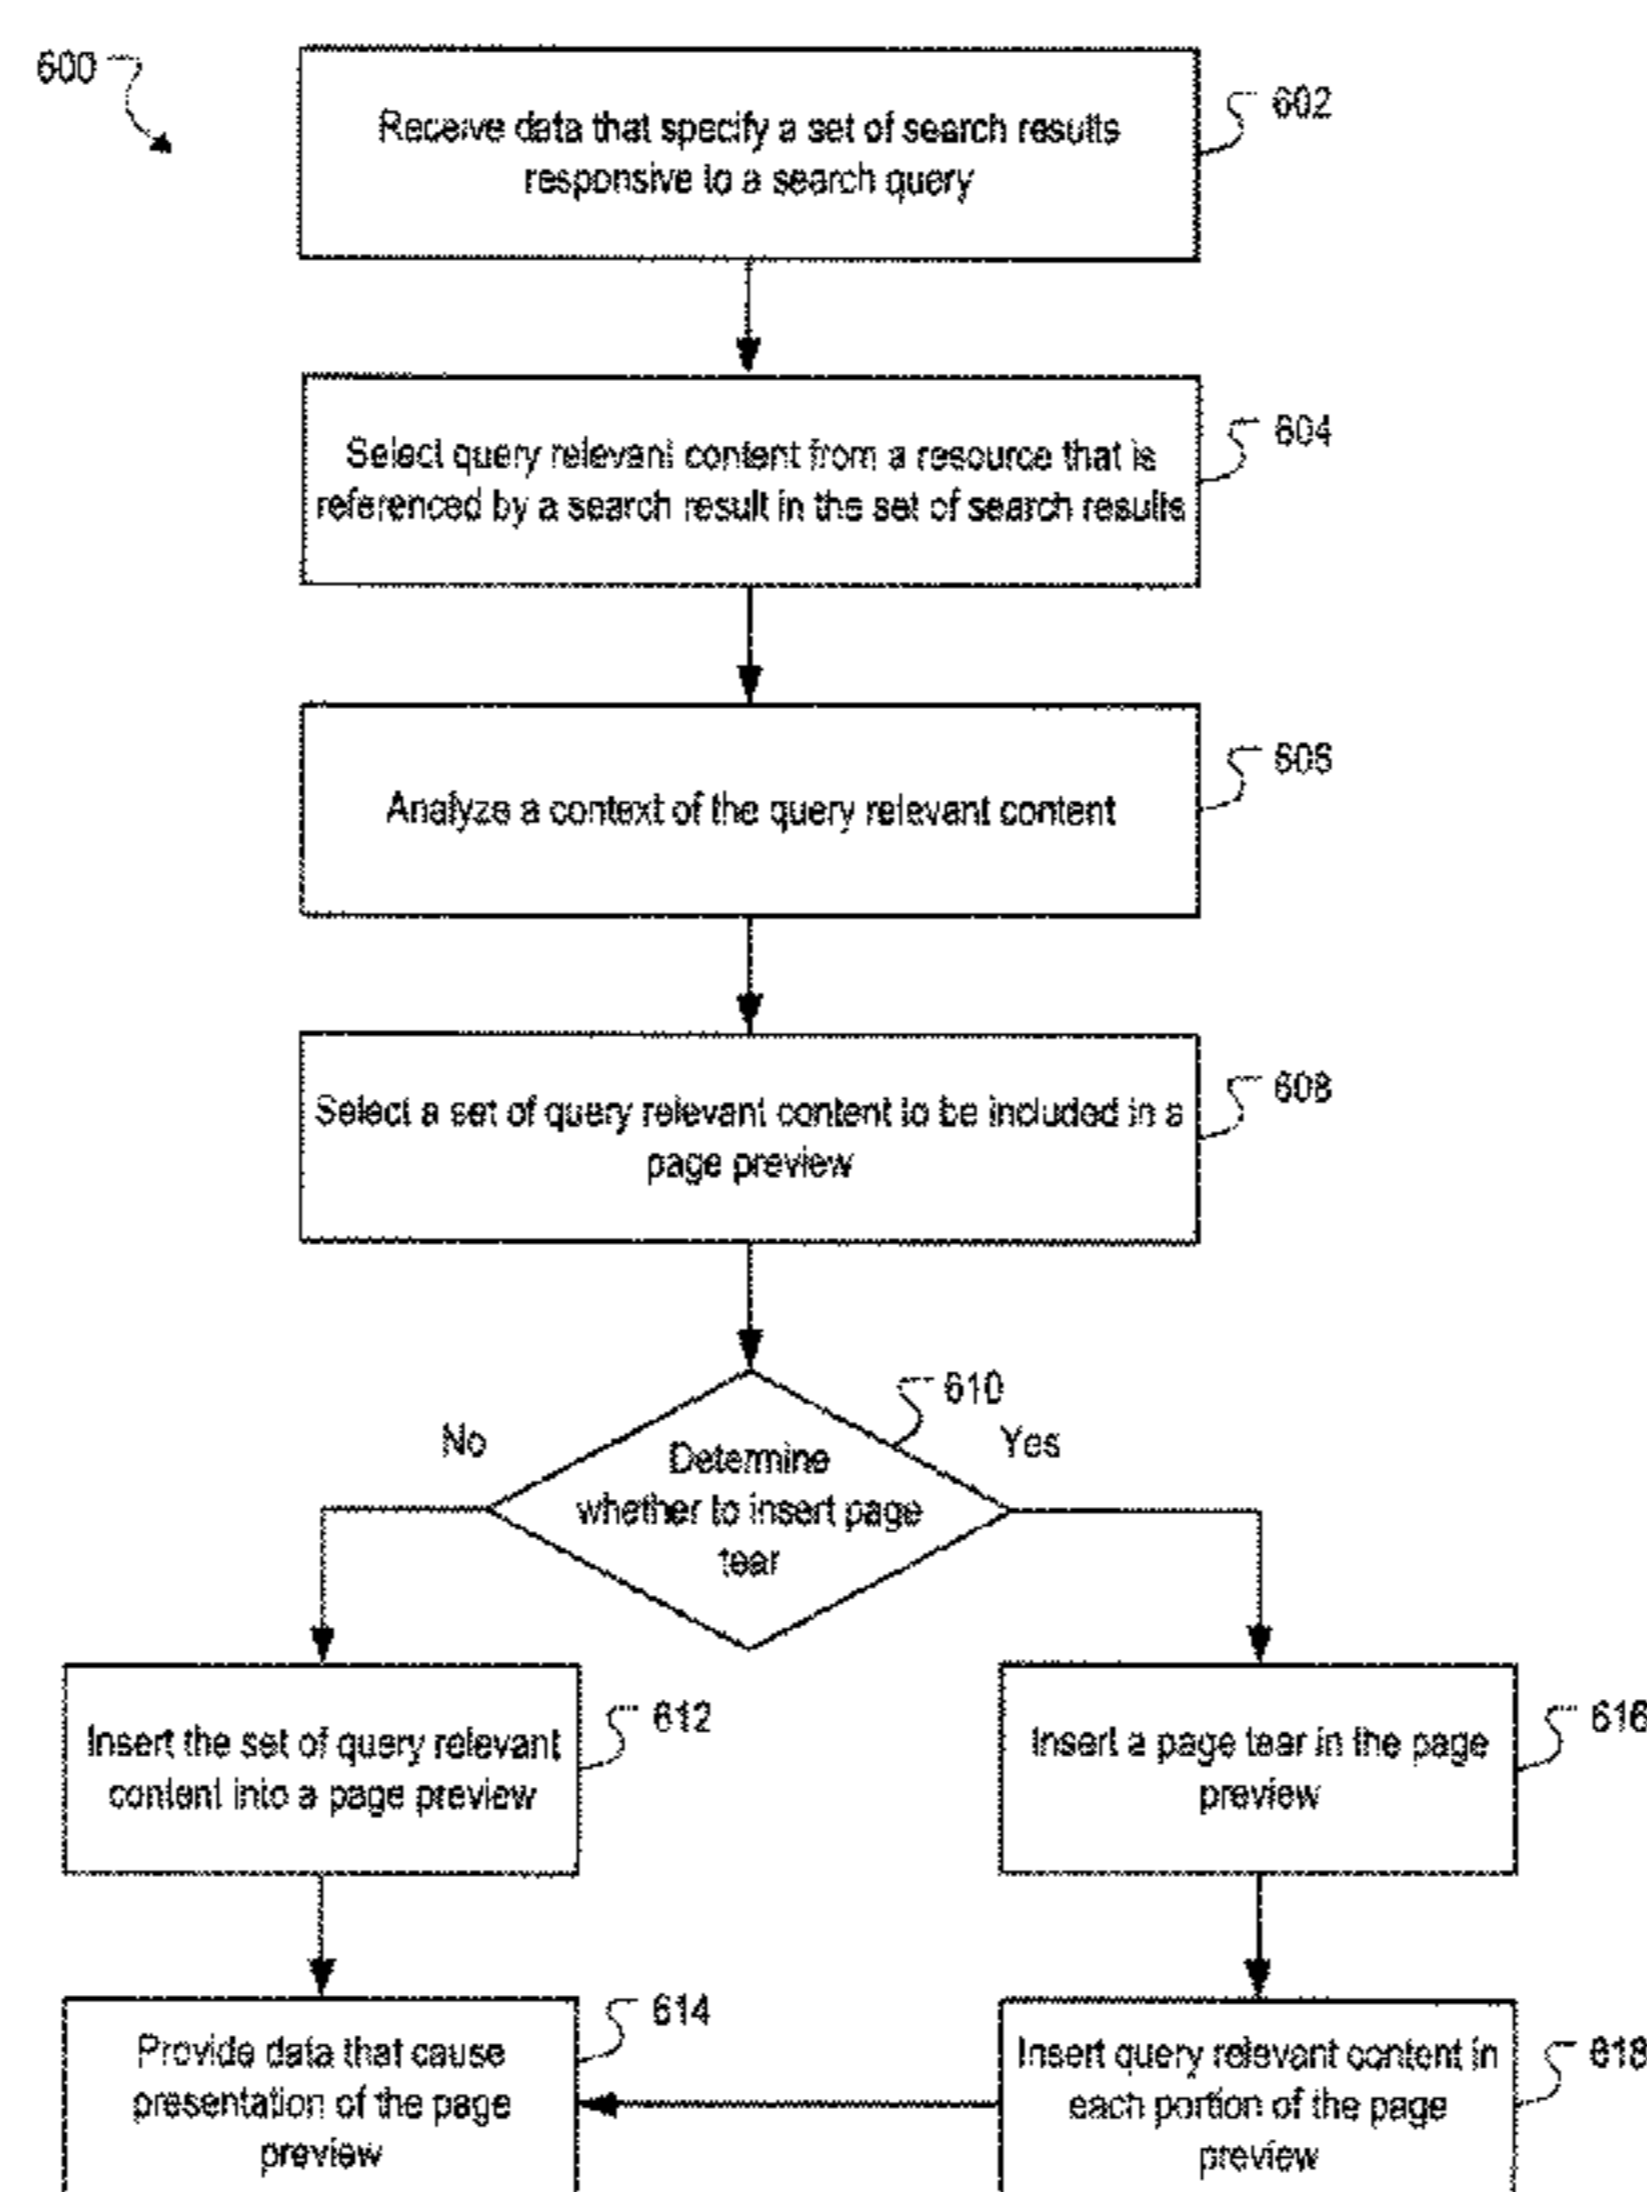 600
602
Receive data that specify a set of search results
responsive to a search query
604
Select query relevant content from a resource that is
referenced by a search result in the set of search results
606
Analyze a context of the query relevant content
608
Select a set of query relevant content to be included in a
page preview
610
No
Yes
Determine
whether to insert page
tear
612
Insert the set of query relevant
content into a page preview
616
Insert a page tear in the page
preview
614
Provide data that cause
presentation of the page
preview
618
Insert query relevant content in
each portion of the page
preview